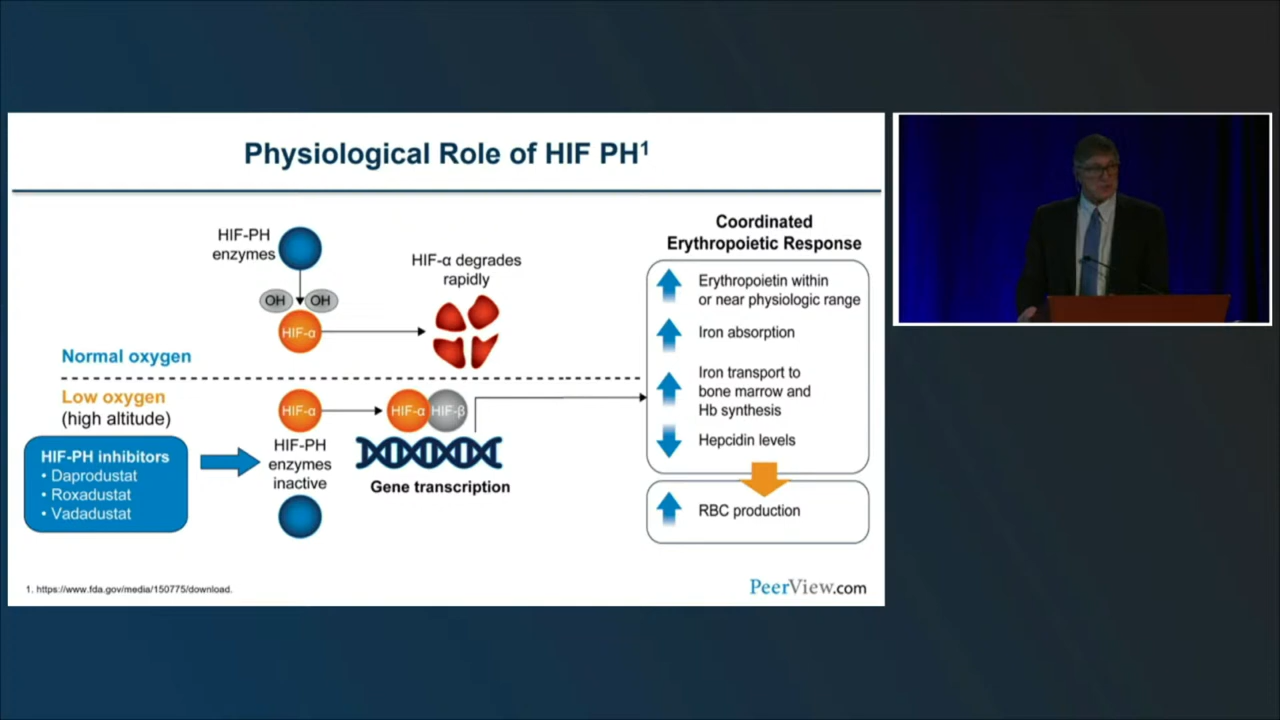 Physiological Role of HIF PH1
HIF-PH
enzymes
OH
OH
HIF-α
HIF-α degrades
rapidly
Normal oxygen
Low oxygen
(high altitude)
HIF-α
HIF-α
HIF-β
HIF-PH
enzymes
inactive
Gene transcription
HIF-PH inhibitors
• Daprodustat
• Roxadustat
• Vadadustat
Coordinated
Erythropoietic Response
Erythropoietin within
or near physiologic range
Iron absorption
Iron transport to
bone marrow and
Hb synthesis
Hepcidin levels
RBC production
1. https://www.fda.gov/media/150775/download.
PeerView.com